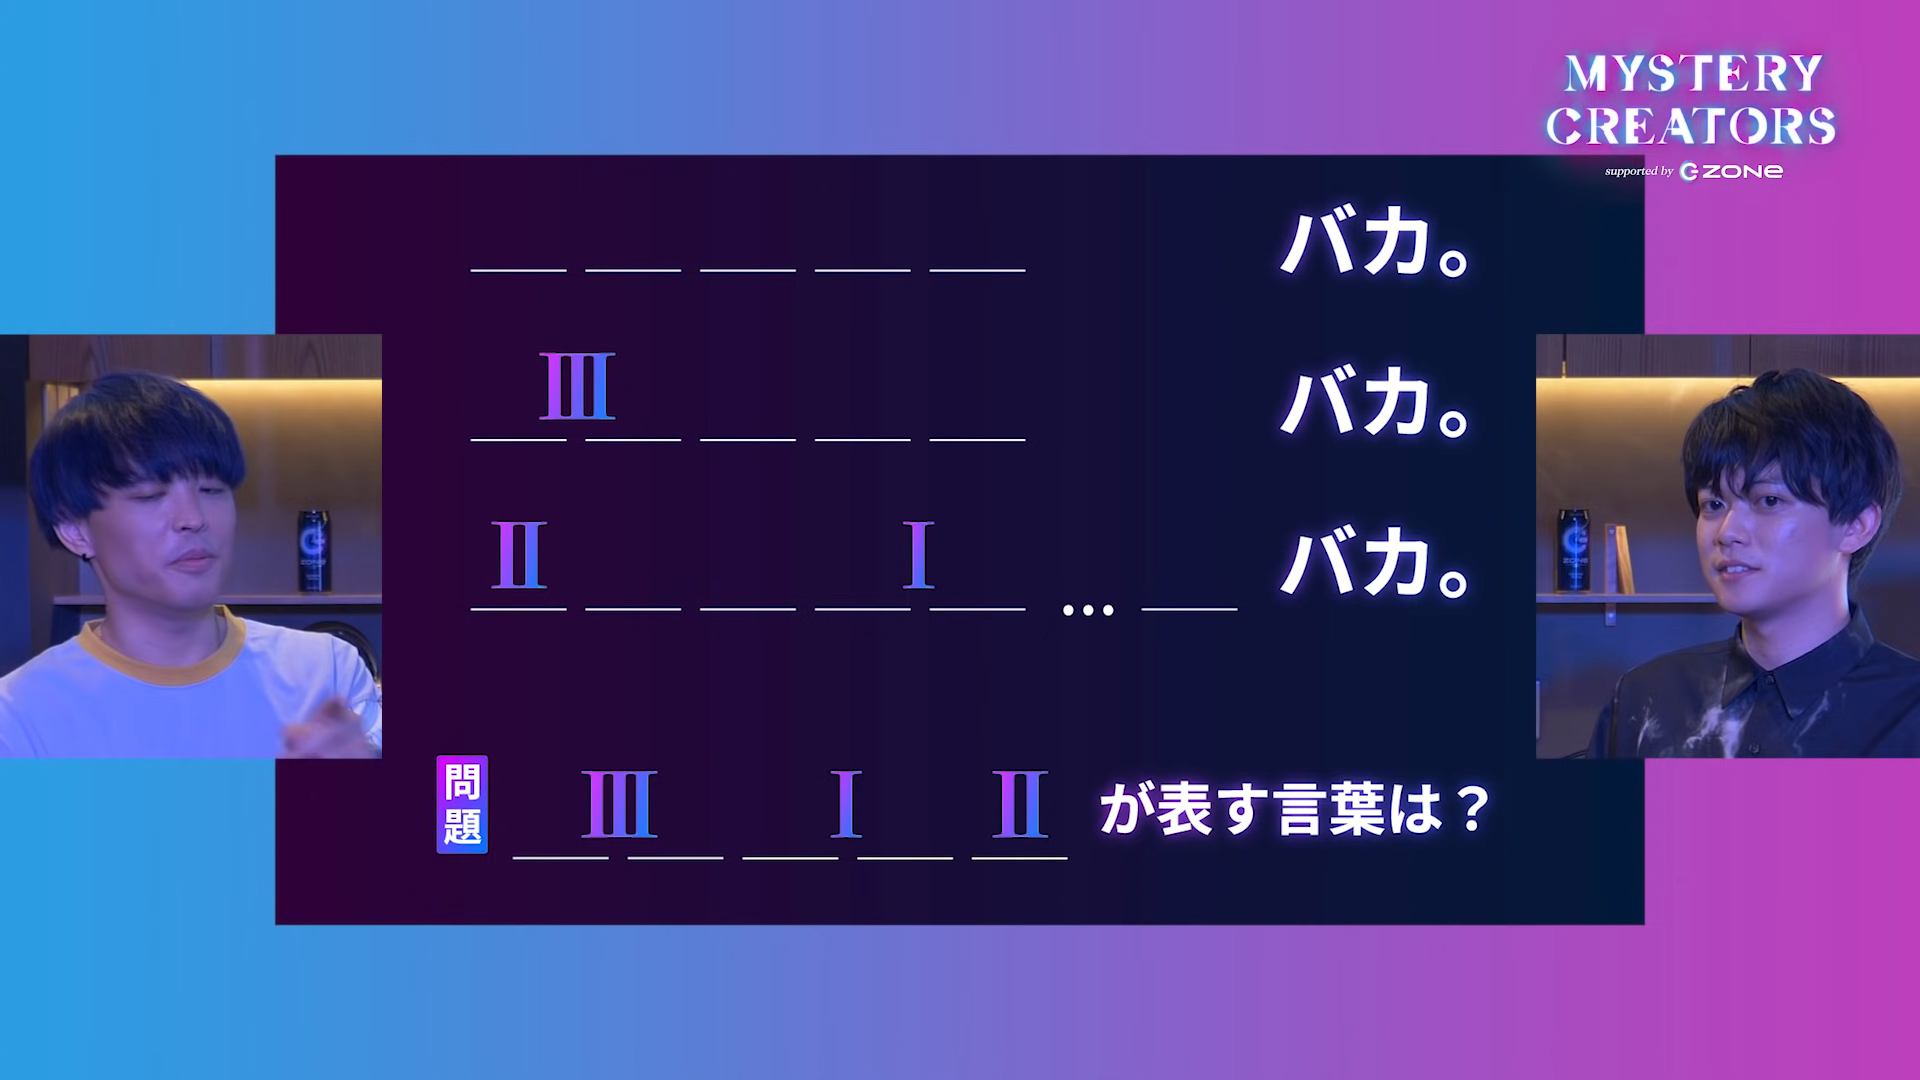 MYSTERY
CREATORS
supported by ZONE
バカ。
III
バカ。
II I
... バカ。
問題 III I II が表す言葉は？